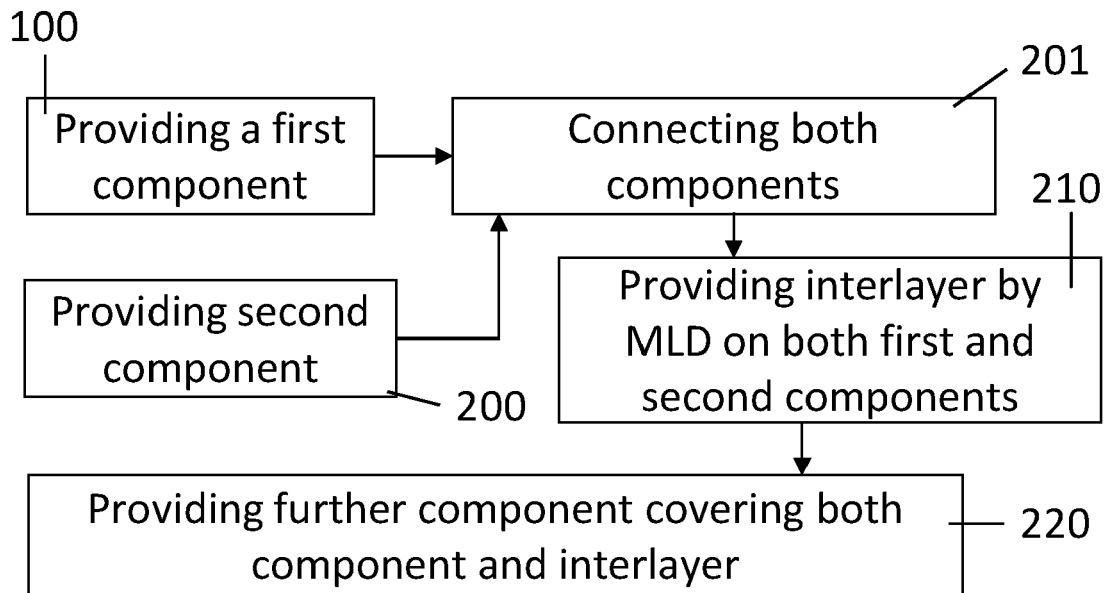 100
201
Providing a first
component
Connecting both
components
210
Providing second
component
200
Providing interlayer by
MLD on both first and
second components
Providing further component covering both
component and interlayer
220